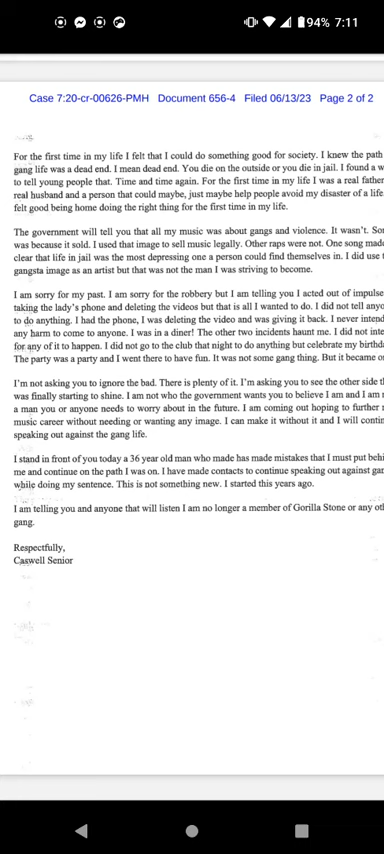 94% 7:11
Case 7:20-cr-00626-PMH Document 656-4 Filed 06/13/23 Page 2 of 2
For the first time in my life I felt that I could do something good for society. I knew the path
gang life was a dead end. I mean dead end. You die on the outside or you die in jail. I found a w
to tell young people that. Time and time again. For the first time in my life I was a real father
real husband and a person that could maybe, just maybe help people avoid my disaster of a life.
felt good being home doing the right thing for the first time in my life.
The government will tell you that all my music was about gangs and violence. It wasn't. So
was because it sold. I used that image to sell music legally. Other raps were not. One song made
clear that life in jail was the most depressing one a person could find themselves in. I did use t
gangsta image as an artist but that was not the man I was striving to become.
I am sorry for my past. I am sorry for the robbery but I am telling you I acted out of impulse
taking the lady's phone and deleting the videos but that is all I wanted to do. I did not tell anyo
to do anything. I had the phone, I was deleting the video and was giving it back. I never intend
any harm to come to anyone. I was in a diner! The other two incidents haunt me. I did not inte
for any of it to happen. I did not go to the club that night to do anything but celebrate my birthda
The party was a party and I went there to have fun. It was not some gang thing. But it became o
I'm not asking you to ignore the bad. There is plenty of it. I'm asking you to see the other side t
was finally starting to shine. I am not who the government wants you to believe I am and I am
a man you or anyone needs to worry about in the future. I am coming out hoping to further
music career without needing or wanting any image. I can make it without it and I will contin
speaking out against the gang life.
I stand in front of you today a 36 year old man who made has made mistakes that I must put behi
me and continue on the path I was on. I have made contacts to continue speaking out against gan
while doing my sentence. This is not something new. I started this years ago.
I am telling you and anyone that will listen I am no longer a member of Gorilla Stone or any ot
gang.
Respectfully,
Caswell Senior